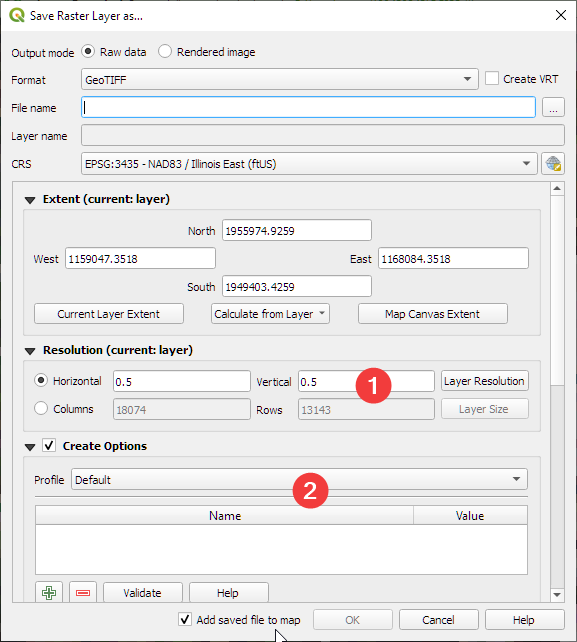 Save Raster Layer as...
Output mode Raw data Rendered image
Format GeoTIFF Create VRT
File name ...
Layer name
CRS EPSG:3435 - NAD83 / Illinois East (ftUS)
Extent (current: layer)
North 1955974.9259
West 1159047.3518 East 1168084.3518
South 1949403.4259
Current Layer Extent Calculate from Layer Map Canvas Extent
Resolution (current: layer)
Horizontal 0.5 Vertical 0.5 1 Layer Resolution
Columns 18074 Rows 13143 Layer Size
Create Options
Profile Default
2
Name Value
Validate Help
Add saved file to map OK Cancel Help